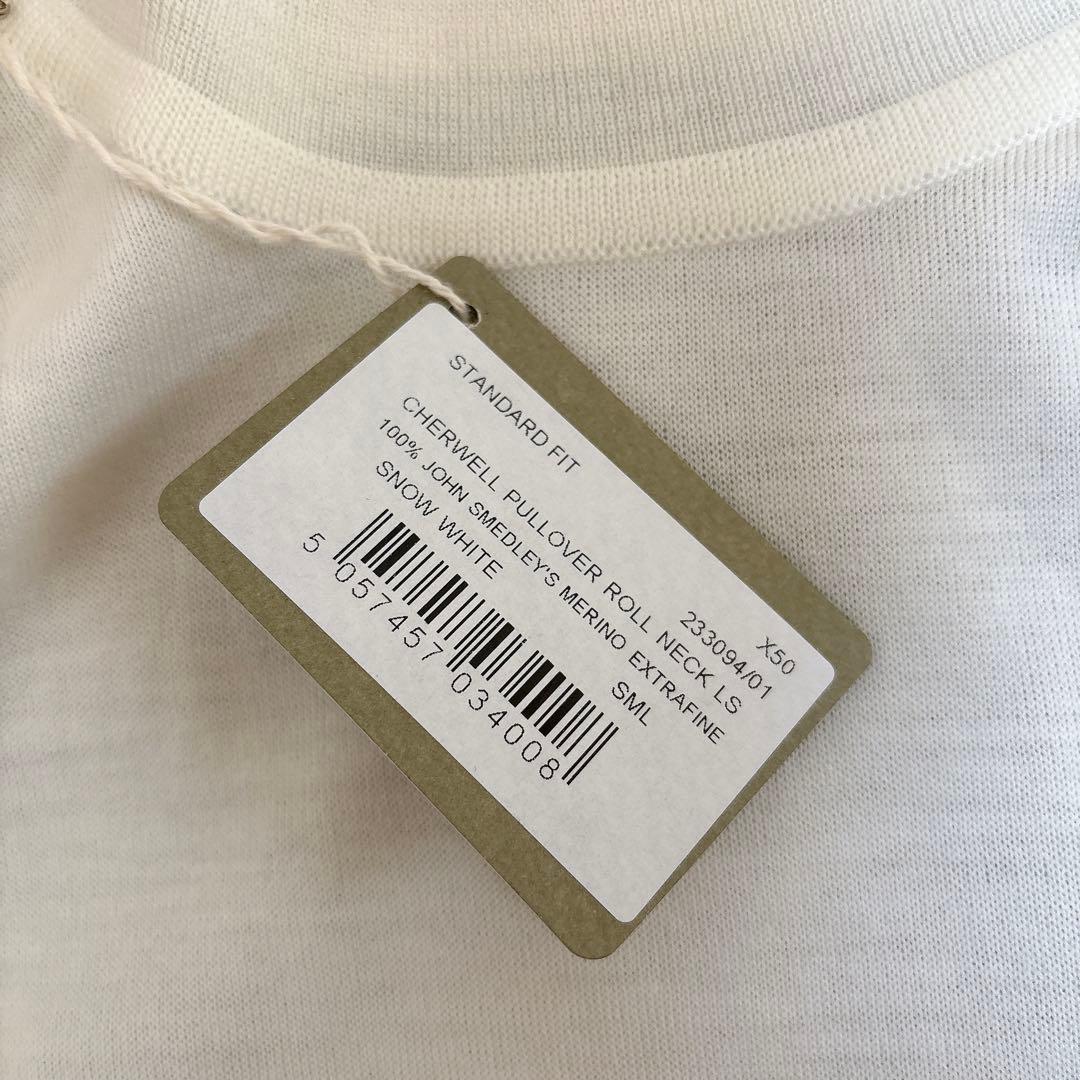 STANDARD FIT X50
233094/01
CHERWELL PULLOVER ROLL NECK LS
100% JOHN SMEDLEY'S MERINO EXTRAFINE
SNOW WHITE SML
5 057457 034008